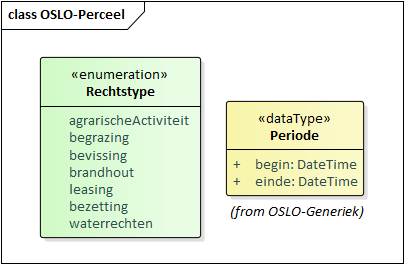 class OSLO-Perceel
«enumeration»
Rechtstype
agrarischeActiviteit
begrazing
bevissing
brandhout
leasing
bezetting
waterrechten
«dataType»
Periode
+ begin: DateTime
+ einde: DateTime
(from OSLO-Generiek)